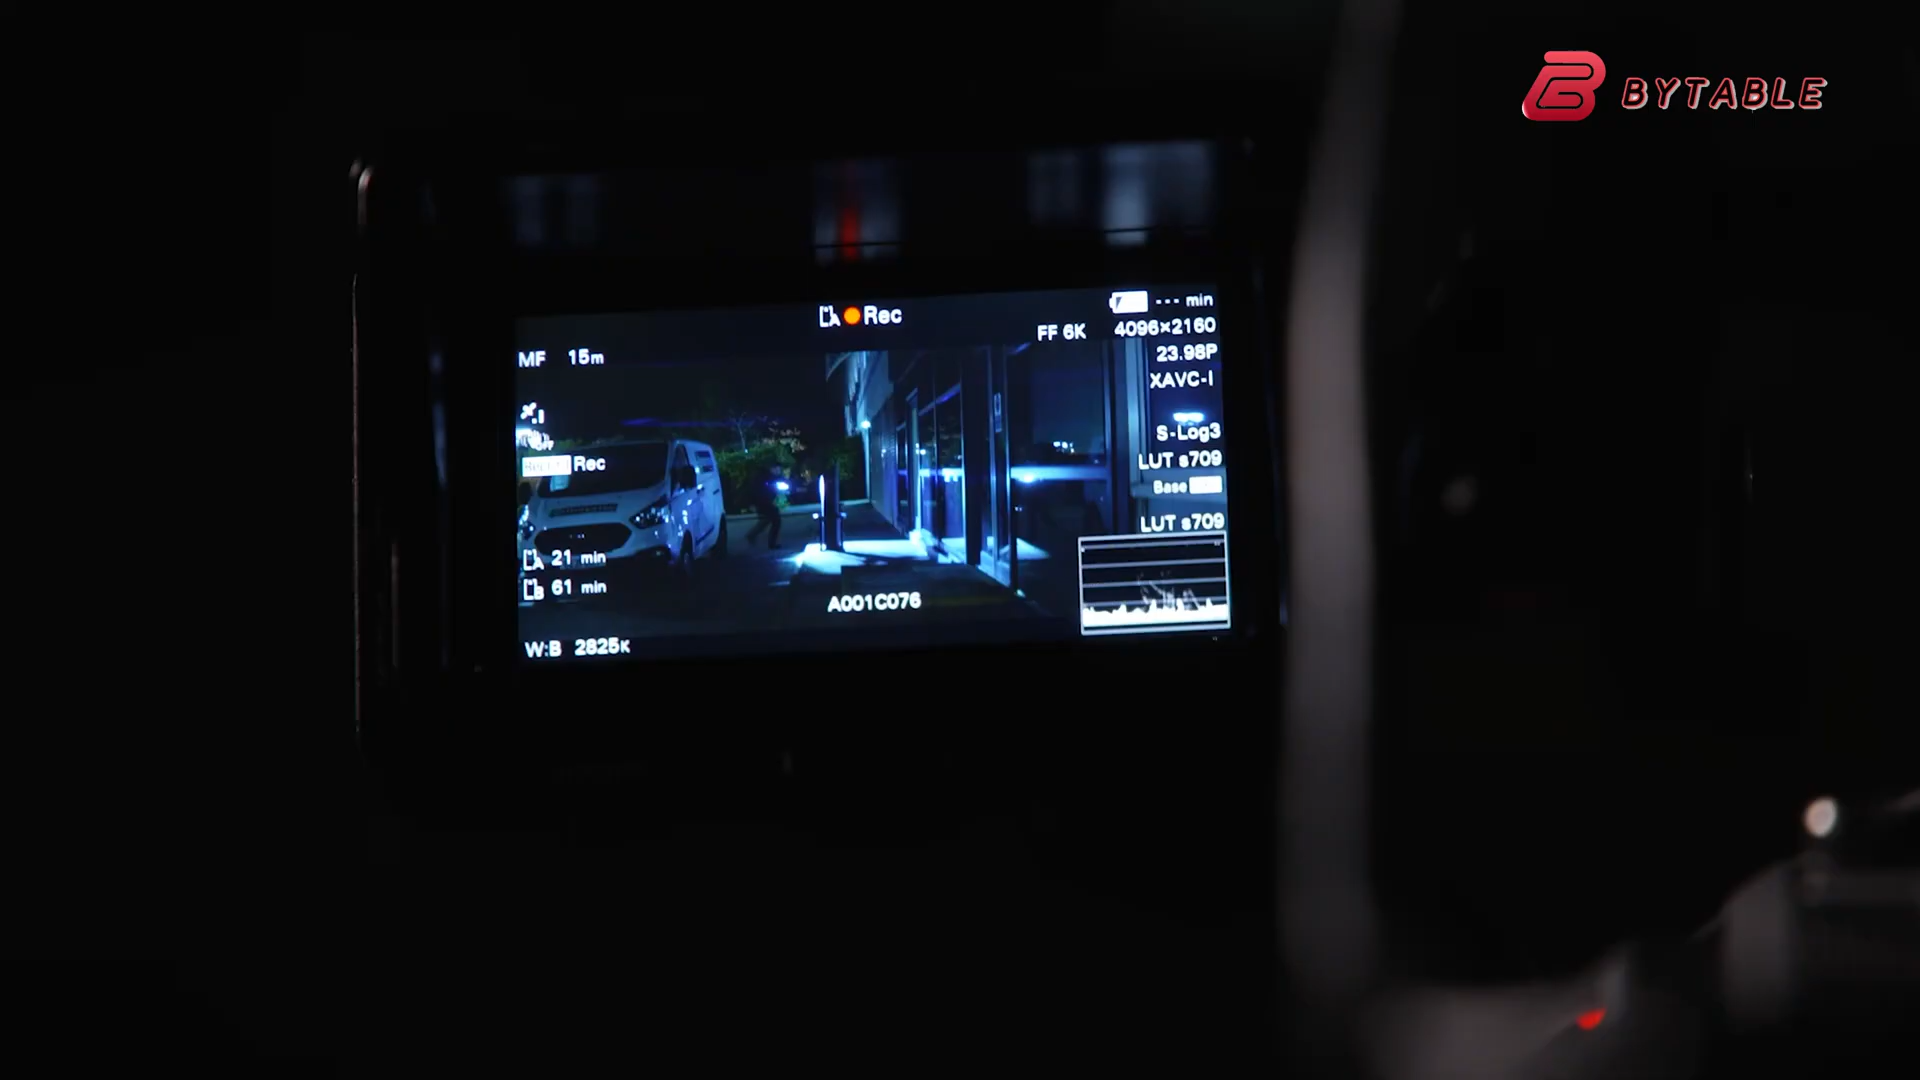 BYTABLE
A Rec
--- min
FF 6K 4096×2160
MF 15m
23.98P
XAVC-I
S-Log3
Rec
LUT s709
Base
LUT s709
A 21 min
B 61 min
A001C076
W:B 2825K